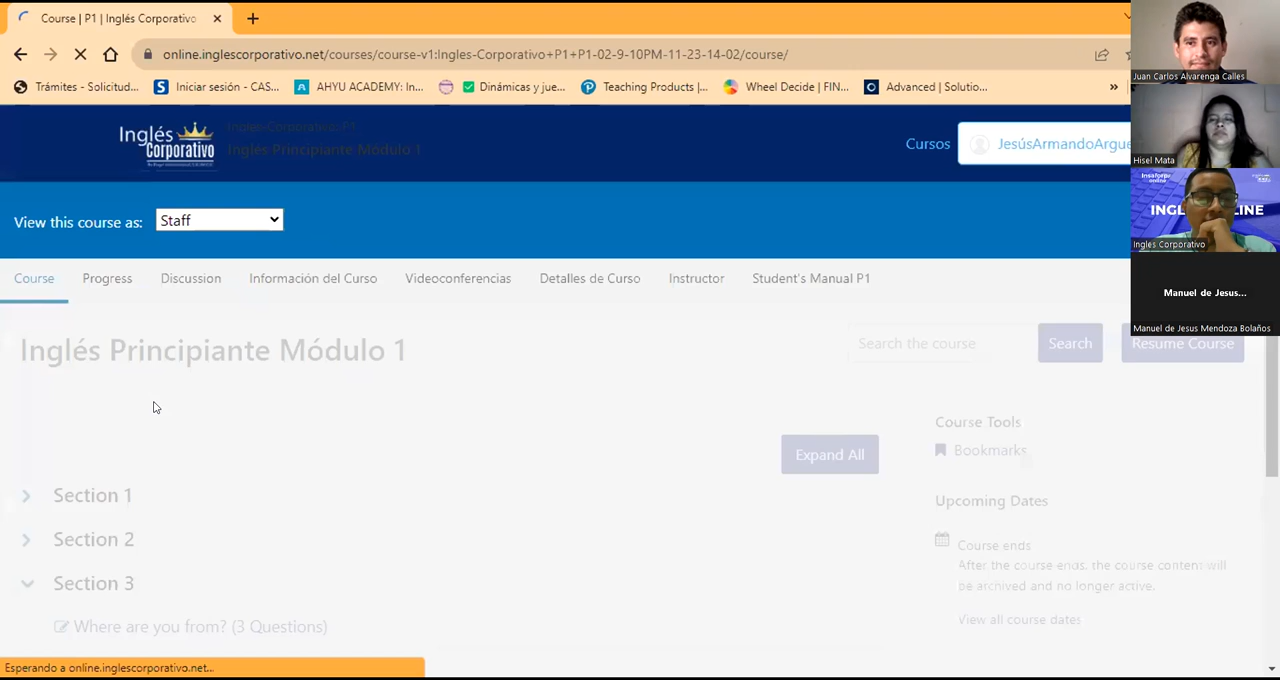 Course | P1 | Inglés Corporativo
online.inglescorporativo.net/courses/course-v1:Ingles-Corporativo+P1+P1-02-9-10PM-11-23-14-02/course/
Trámites - Solicitud... Iniciar sesión - CAS... AHYU ACADEMY: In... Dinámicas y jue... Teaching Products |... Wheel Decide | FIN... Advanced | Solutio... »
Inglés Corporativo
Ingles-Corporativo: P1
Inglés Principiante Módulo 1
Cursos
JesúsArmandoArgue
View this course as: Staff
Course Progress Discussion Información del Curso Videoconferencias Detalles de Curso Instructor Student's Manual P1
Inglés Principiante Módulo 1
Search the course
Search
Resume Course
Expand All
Section 1
Section 2
Section 3
Where are you from? (3 Questions)
Course Tools
Bookmarks
Upcoming Dates
Course ends
After the course ends, the course content will
be archived and no longer active.
View all course dates
Esperando a online.inglescorporativo.net...
Juan Carlos Alvarenga Calles
Hisel Mata
Insaforp online
INGL LINE
Ingles Corporativo
Manuel de Jesus...
Manuel de Jesus Mendoza Bolaños